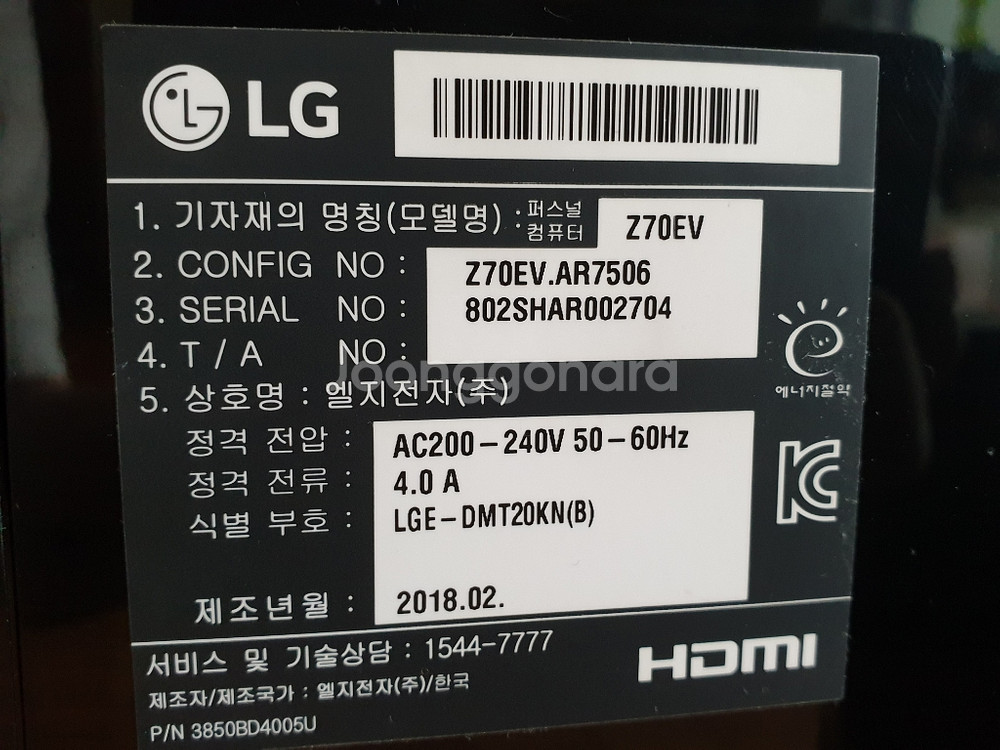 LG
1. 기자재의 명칭(모델명) : 퍼스널 컴퓨터 Z70EV
2. CONFIG NO : Z70EV.AR7506
3. SERIAL NO : 802SHAR002704
4. T / A NO :
Joonggonara
5. 상호명 : 엘지전자(주)
정격 전압 : AC200-240V 50-60Hz
정격 전류 : 4.0 A
식별 부호 : LGE-DMT20KN(B)
제조년월 : 2018.02.
에너지절약
서비스 및 기술상담 : 1544-7777
제조자/제조국가 : 엘지전자(주)/한국
P/N 3850BD4005U
HDMI